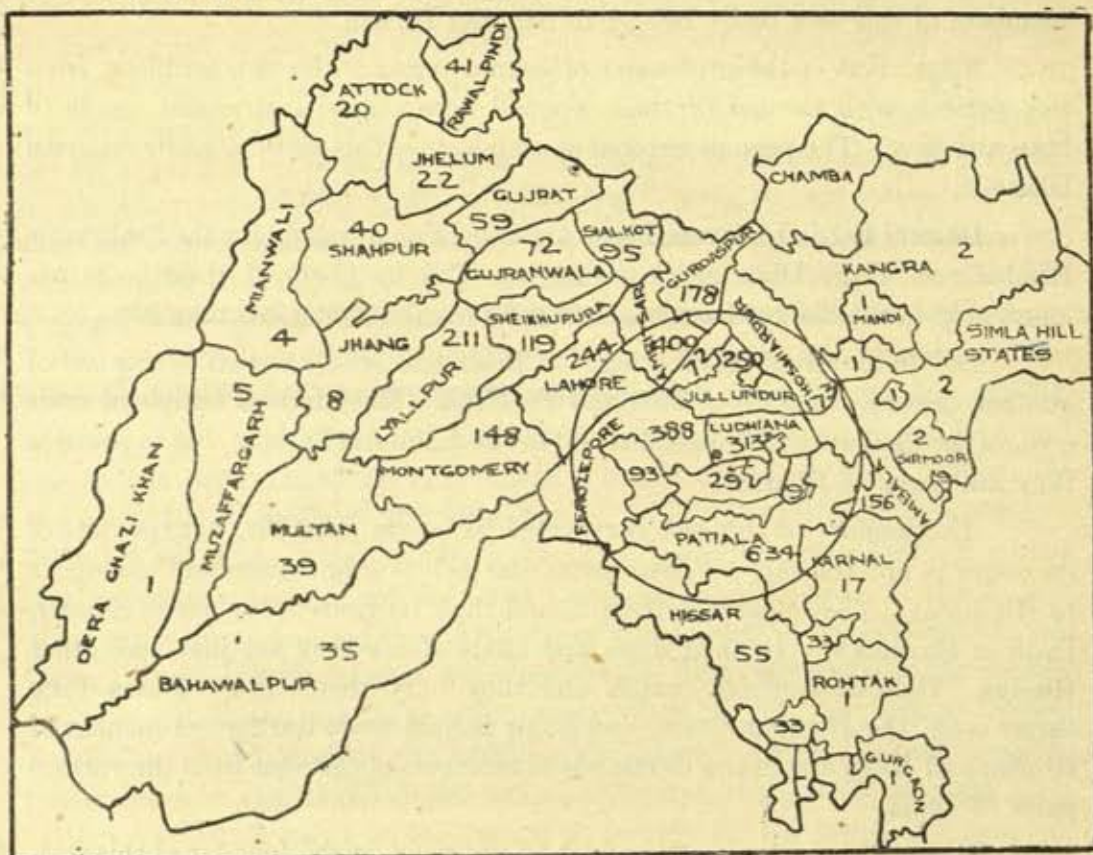 41
RAWALPINDI
ATTOCK
20
JHELUM
22
GUJRAT
59
CHAMBA
MIANWALI
4
40
SHAHPUR
72
GUJRANWALA
SIALKOT
95
GURDASPUR
178
KANGRA
2
1
MANDI
SIMLA HILL
STATES
2
JHANG
8
211
LYALLPUR
SHEIKHUPURA
119
244
LAHORE
AMRITSAR
400
250
HOSHIARPUR
JULLUNDUR
5
MUZAFFARGARH
148
MONTGOMERY
FEROZEPORE
388
LUDHIANA
313
93
2
SIRMOOR
AMBALA
156
DERA GHAZI KHAN
1
MULTAN
39
PATIALA
634
KARNAL
17
HISSAR
55
33
ROHTAK
1
35
BAHAWALPUR
33
GURGAON
1